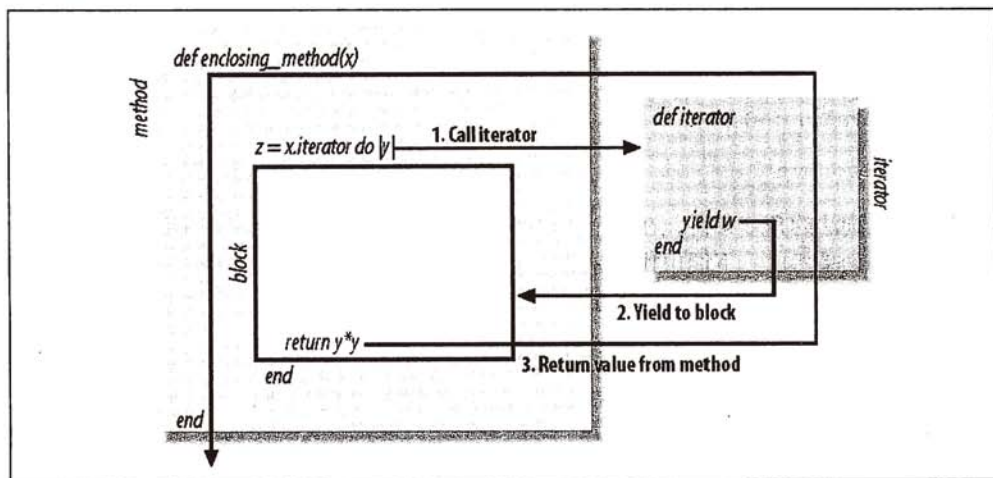 def enclosing_method(x)
method
z = x.iterator do |y|
1. Call iterator
def iterator
iterator
yield w
end
block
2. Yield to block
return y*y
3. Return value from method
end
end